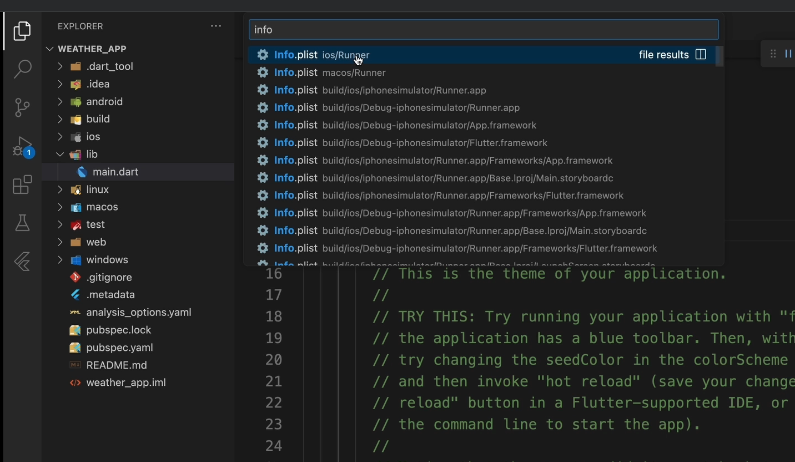 EXPLORER
WEATHER_APP
.dart_tool
.idea
android
build
ios
lib
main.dart
linux
macos
test
web
windows
.gitignore
.metadata
analysis_options.yaml
pubspec.lock
pubspec.yaml
README.md
weather_app.iml
1
info
Info.plist ios/Runner file results
Info.plist macos/Runner
Info.plist build/ios/iphonesimulator/Runner.app
Info.plist build/ios/Debug-iphonesimulator/Runner.app
Info.plist build/ios/Debug-iphonesimulator/App.framework
Info.plist build/ios/Debug-iphonesimulator/Flutter.framework
Info.plist build/ios/iphonesimulator/Runner.app/Frameworks/App.framework
Info.plist build/ios/iphonesimulator/Runner.app/Base.lproj/Main.storyboardc
Info.plist build/ios/iphonesimulator/Runner.app/Frameworks/Flutter.framework
Info.plist build/ios/Debug-iphonesimulator/Runner.app/Frameworks/App.framework
Info.plist build/ios/Debug-iphonesimulator/Runner.app/Base.lproj/Main.storyboardc
Info.plist build/ios/Debug-iphonesimulator/Runner.app/Frameworks/Flutter.framework
16 // This is the theme of your application.
17 //
18 // TRY THIS: Try running your application with "f
19 // the application has a blue toolbar. Then, with
20 // try changing the seedColor in the colorScheme
21 // and then invoke "hot reload" (save your change
22 // reload" button in a Flutter-supported IDE, or
23 // the command line to start the app).
24 //